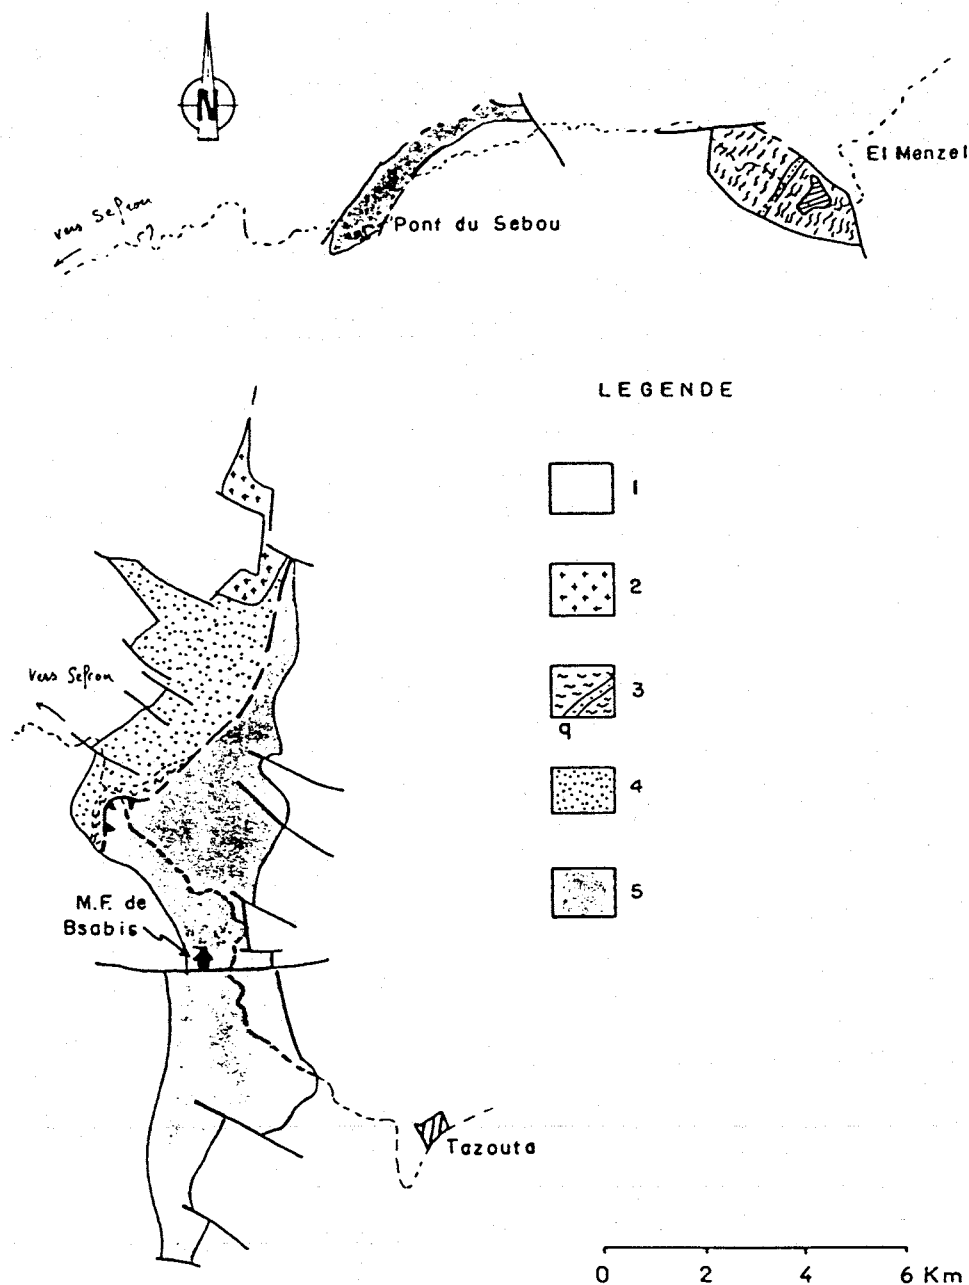 N
El Menzel
vers Sefrou
Pont du Sebou
LEGENDE
1
2
vers Sefrou
3
q
4
5
M.F. de
Bsabis
Tazouta
0 2 4 6 Km